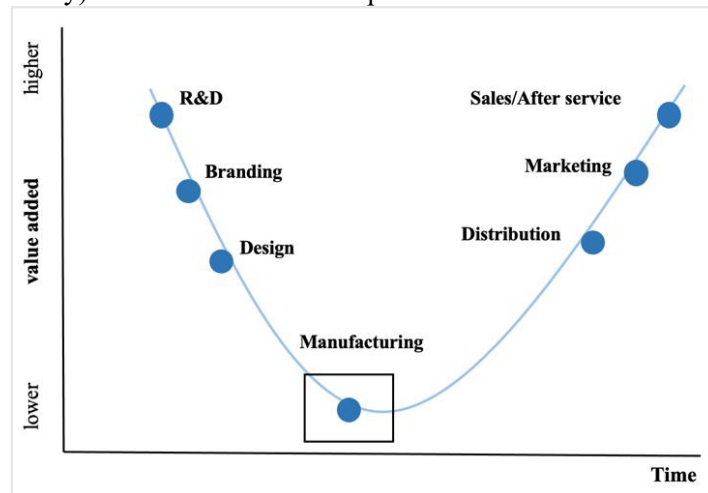 higher
R&D
Sales/After service
Branding
Marketing
value added
Design
Distribution
Manufacturing
lower
Time